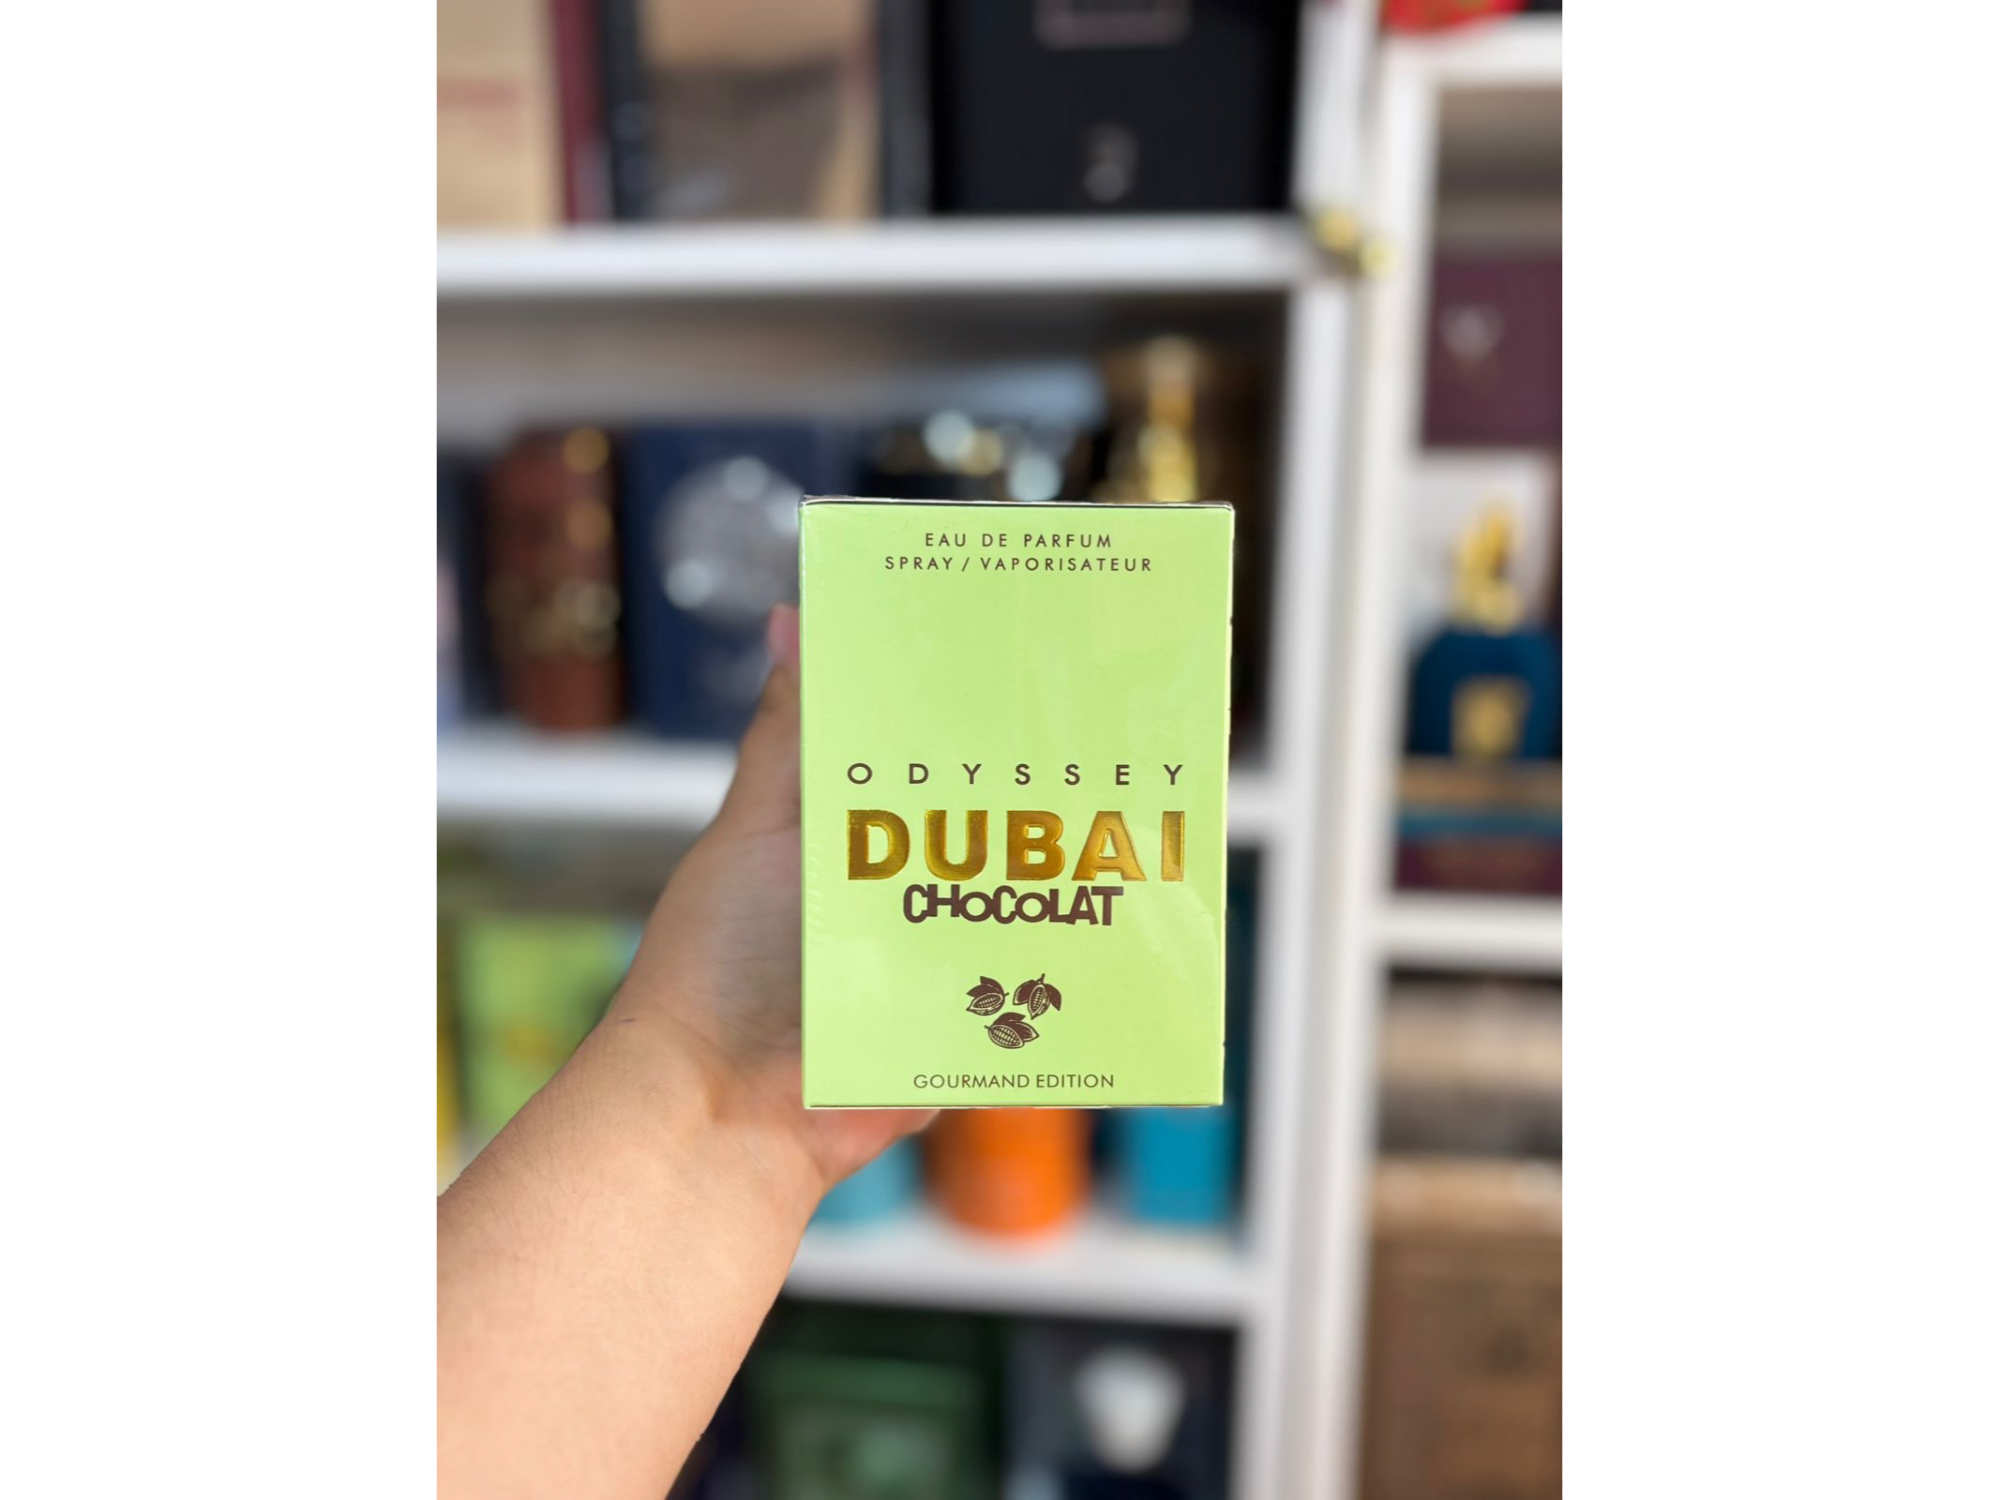 EAU DE PARFUM
SPRAY / VAPORISATEUR
ODYSSEY
DUBAI
CHOCOLAT
GOURMAND EDITION